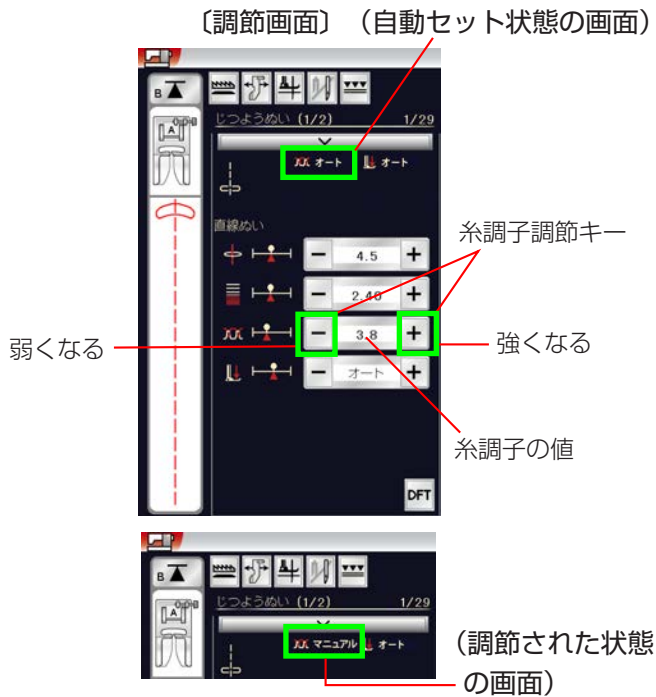 〔調節画面〕（自動セット状態の画面）
B
A
じつようぬい (1/2) 1/29
オート オート
直線ぬい
糸調子調節キー
− 4.5 +
− 2.40 +
弱くなる − 3.8 + 強くなる
− オート +
糸調子の値
DFT
B
A
じつようぬい (1/2) 1/29
マニュアル オート
（調節された状態
の画面）